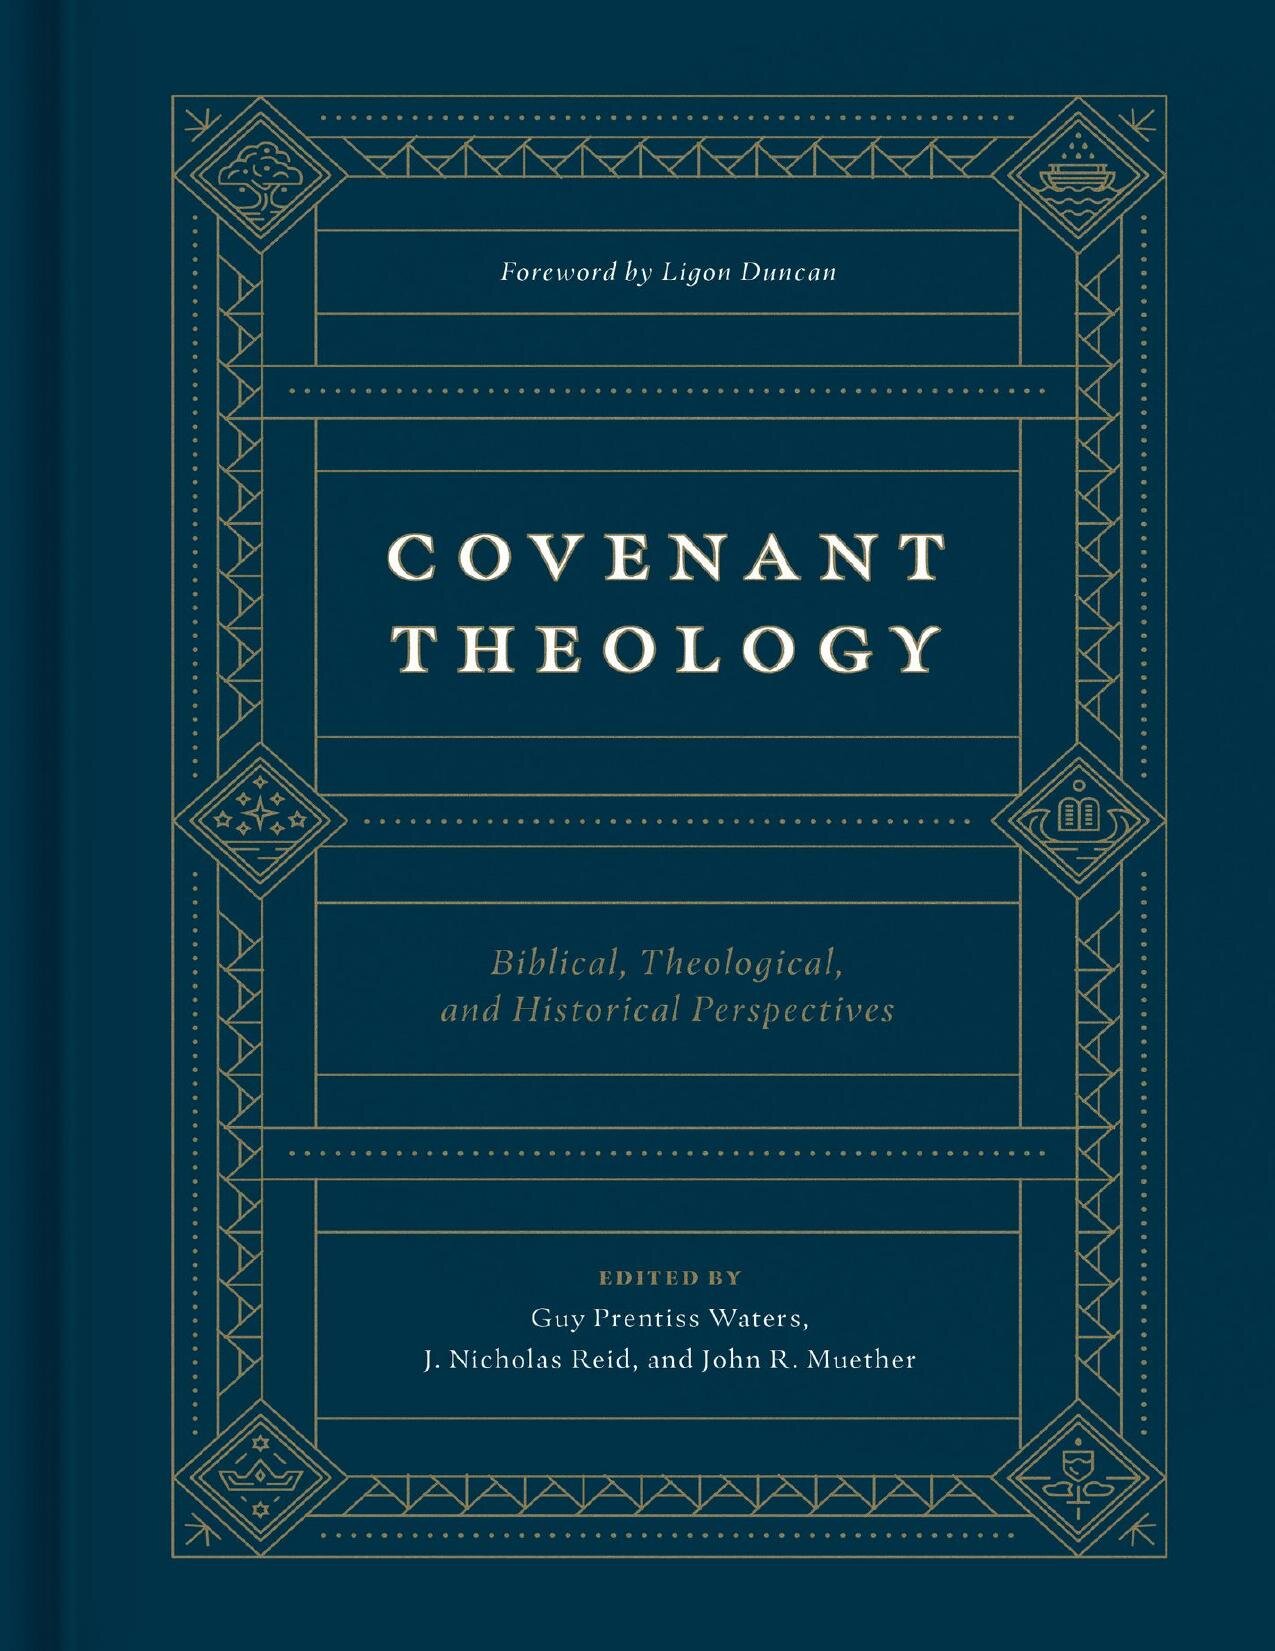 Foreword by Ligon Duncan
COVENANT
THEOLOGY
Biblical, Theological,
and Historical Perspectives
EDITED BY
Guy Prentiss Waters,
J. Nicholas Reid, and John R. Muether